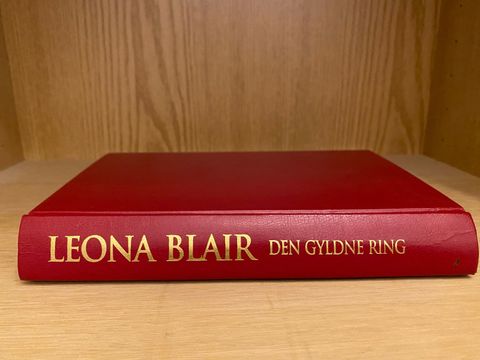 LEONA BLAIR DEN GYLDNE RING